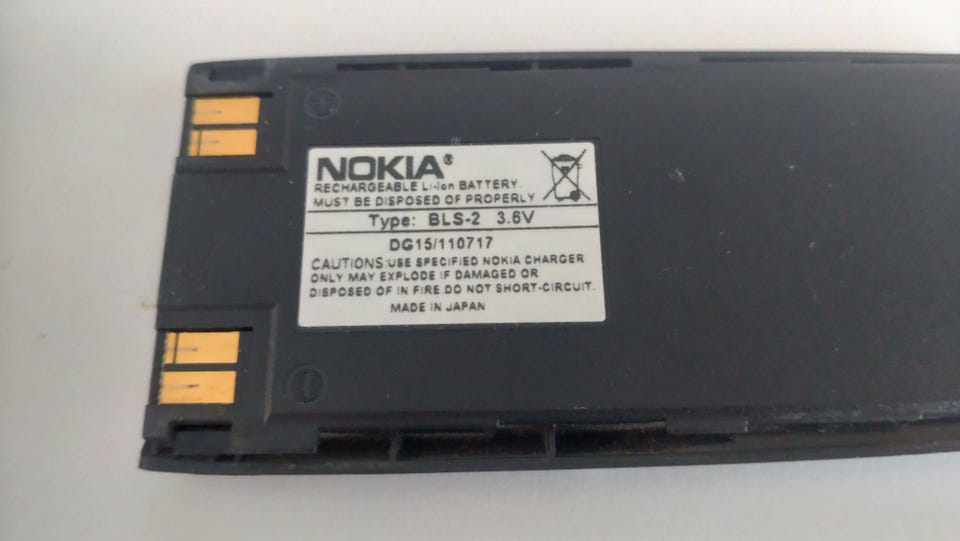 NOKIA®
RECHARGEABLE Li-Ion BATTERY.
MUST BE DISPOSED OF PROPERLY
Type: BLS-2 3.6V
DG15/110717
CAUTIONS:USE SPECIFIED NOKIA CHARGER
ONLY MAY EXPLODE IF DAMAGED OR
DISPOSED OF IN FIRE.DO NOT SHORT-CIRCUIT.
MADE IN JAPAN